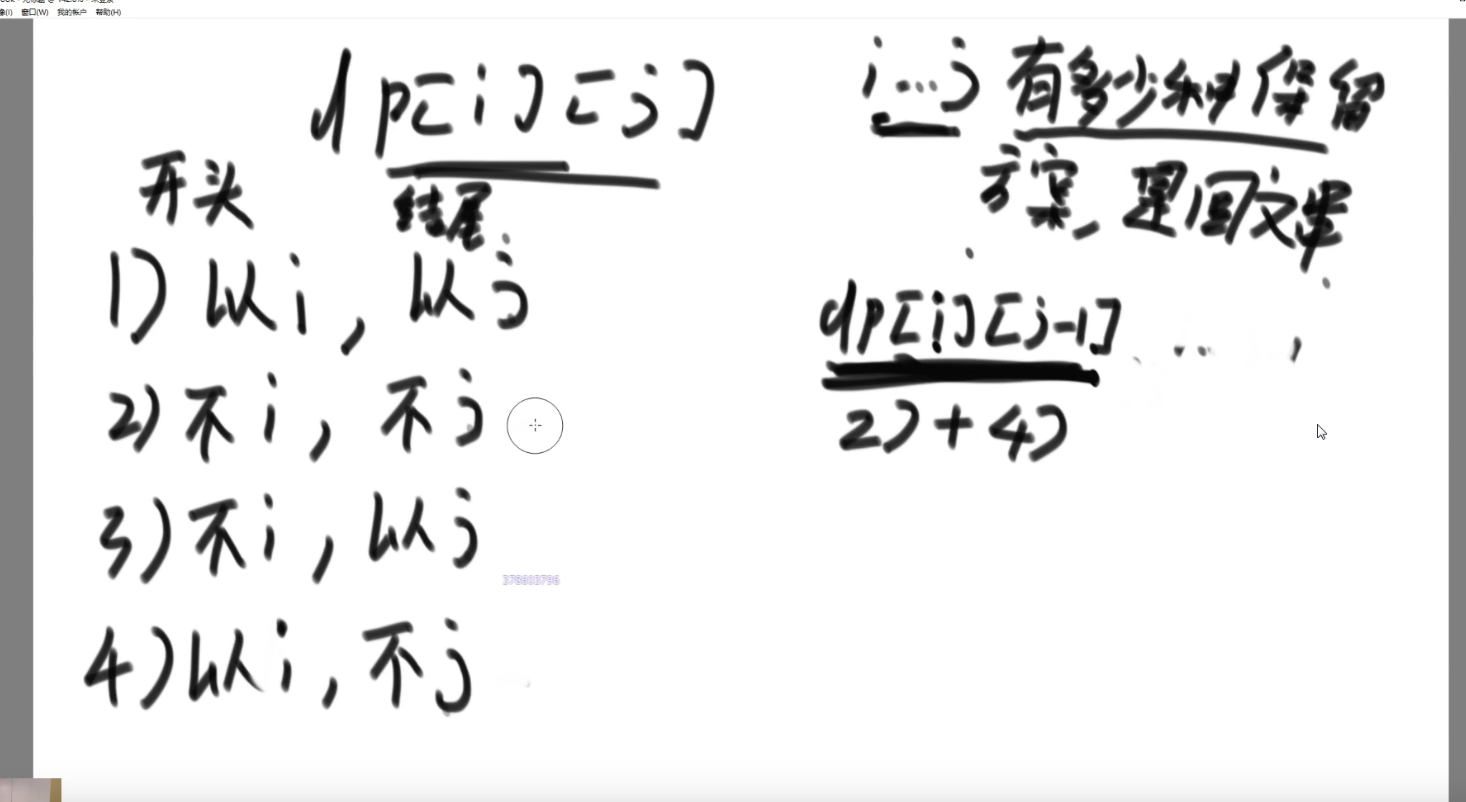 窗口(W) 我的帐户 帮助(H)
dp[i][j]
开头 结尾
1) 以i, 以j
2) 不i, 不j
3) 不i, 以j
4) 以i, 不j
378603796
i...j 有多少种保留
方案, 是回文串
dp[i][j-1]
2) + 4)